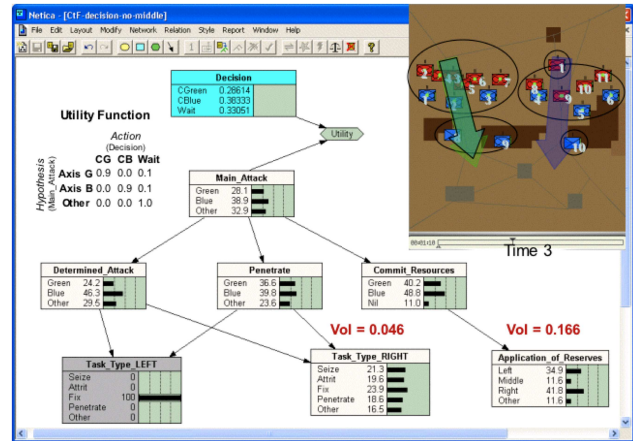 Netica - [CtF-decision-no-middle]
File Edit Layout Modify Network Relation Style Report Window Help
Decision
CGreen 0.28614
CBlue 0.38333
Wait 0.33051
Utility
Utility Function
Action
(Decision)
CG CB Wait
Hypothesis
(Main_Attack)
Axis G 0.9 0.0 0.1
Axis B 0.0 0.9 0.1
Other 0.0 0.0 1.0
Main_Attack
Green 28.1
Blue 38.9
Other 32.9
Time 3
Determined_Attack
Green 24.2
Blue 46.3
Other 29.5
Penetrate
Green 36.6
Blue 39.8
Other 23.6
Commit_Resources
Green 40.2
Blue 48.8
Nil 11.0
VoI = 0.046
VoI = 0.166
Task_Type_LEFT
Seize 0
Attrit 0
Fix 100
Penetrate 0
Other 0
Task_Type_RIGHT
Seize 21.3
Attrit 19.6
Fix 23.9
Penetrate 18.6
Other 16.5
Application_of_Reserves
Left 34.9
Middle 11.6
Right 41.8
Other 11.6